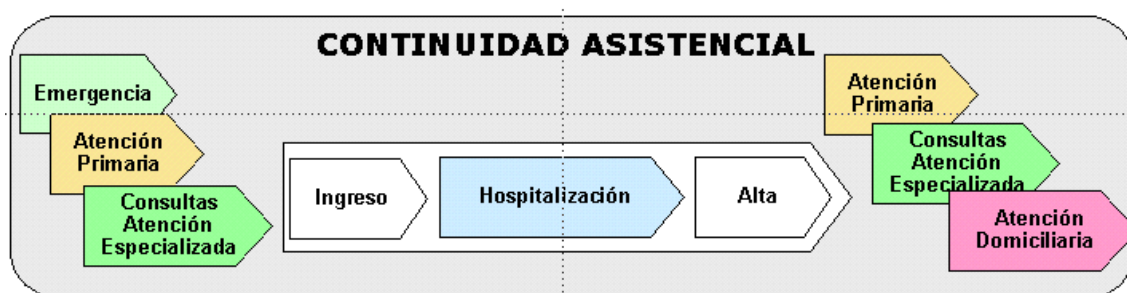 CONTINUIDAD ASISTENCIAL
Emergencia
Atención
Primaria
Consultas
Atención
Especializada
Ingreso
Hospitalización
Alta
Atención
Primaria
Consultas
Atención
Especializada
Atención
Domiciliaria